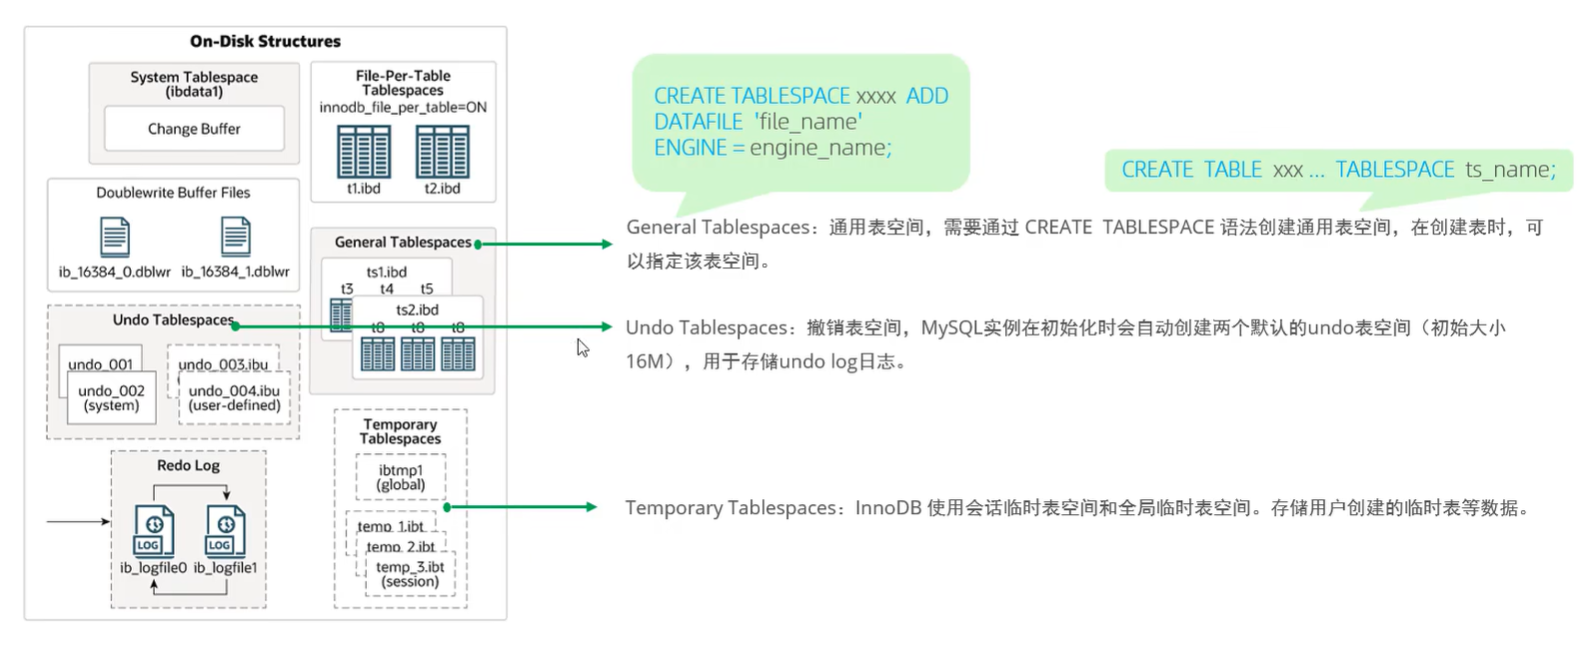 On-Disk Structures
System Tablespace
(ibdata1)
Change Buffer
File-Per-Table
Tablespaces
innodb_file_per_table=ON
t1.ibd t2.ibd
Doublewrite Buffer Files
ib_16384_0.dblwr ib_16384_1.dblwr
General Tablespaces
ts1.ibd
t3 t4 t5
ts2.ibd
t8 t8 t8
Undo Tablespaces
undo_001
undo_002
(system)
undo_003.ibu
undo_004.ibu
(user-defined)
Temporary
Tablespaces
ibtmp1
(global)
temp_1.ibt
temp_2.ibt
temp_3.ibt
(session)
Redo Log
LOG LOG
ib_logfile0 ib_logfile1
CREATE TABLESPACE xxxx ADD
DATAFILE 'file_name'
ENGINE = engine_name;
CREATE TABLE xxx ... TABLESPACE ts_name;
General Tablespaces：通用表空间，需要通过 CREATE TABLESPACE 语法创建通用表空间，在创建表时，可
以指定该表空间。
Undo Tablespaces：撤销表空间，MySQL实例在初始化时会自动创建两个默认的undo表空间（初始大小
16M），用于存储undo log日志。
Temporary Tablespaces：InnoDB 使用会话临时表空间和全局临时表空间。存储用户创建的临时表等数据。